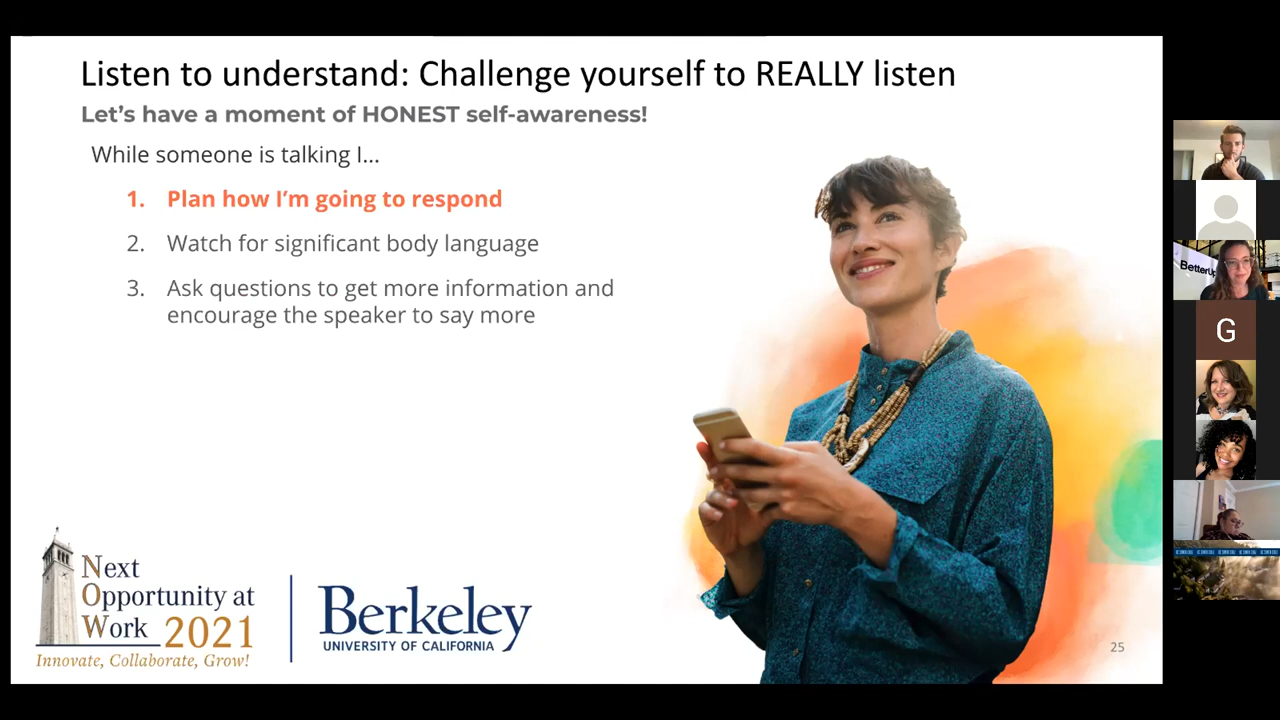 Listen to understand: Challenge yourself to REALLY listen
Let's have a moment of HONEST self-awareness!
While someone is talking I...
1. Plan how I'm going to respond
2. Watch for significant body language
3. Ask questions to get more information and
encourage the speaker to say more
Next
Opportunity at
Work 2021
Innovate, Collaborate, Grow!
Berkeley
UNIVERSITY OF CALIFORNIA
25
BetterUp
G